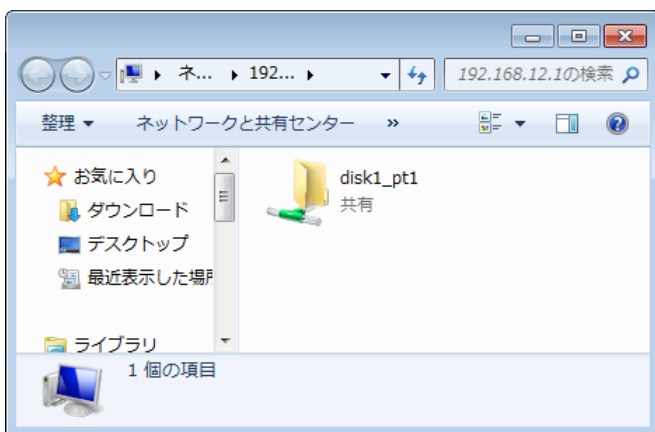 ネ... 192... 192.168.12.1の検索
整理 ネットワークと共有センター »
お気に入り
ダウンロード
デスクトップ
最近表示した場所
ライブラリ
disk1_pt1
共有
1 個の項目